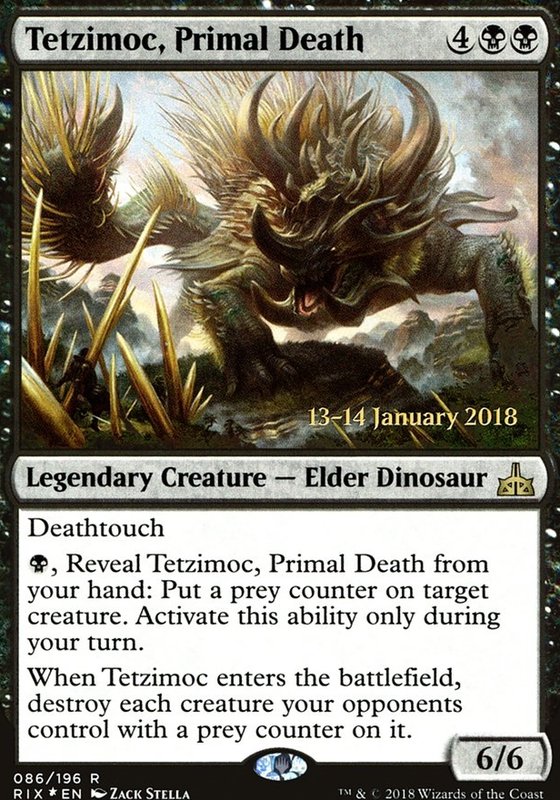 Tetzimoc, Primal Death 4
13-14 January 2018
Legendary Creature — Elder Dinosaur
Deathtouch
, Reveal Tetzimoc, Primal Death from
your hand: Put a prey counter on target
creature. Activate this ability only during
your turn.
When Tetzimoc enters the battlefield,
destroy each creature your opponents
control with a prey counter on it.
6/6
086/196 R
RIX★EN Zack Stella
™ & © 2018 Wizards of the Coast